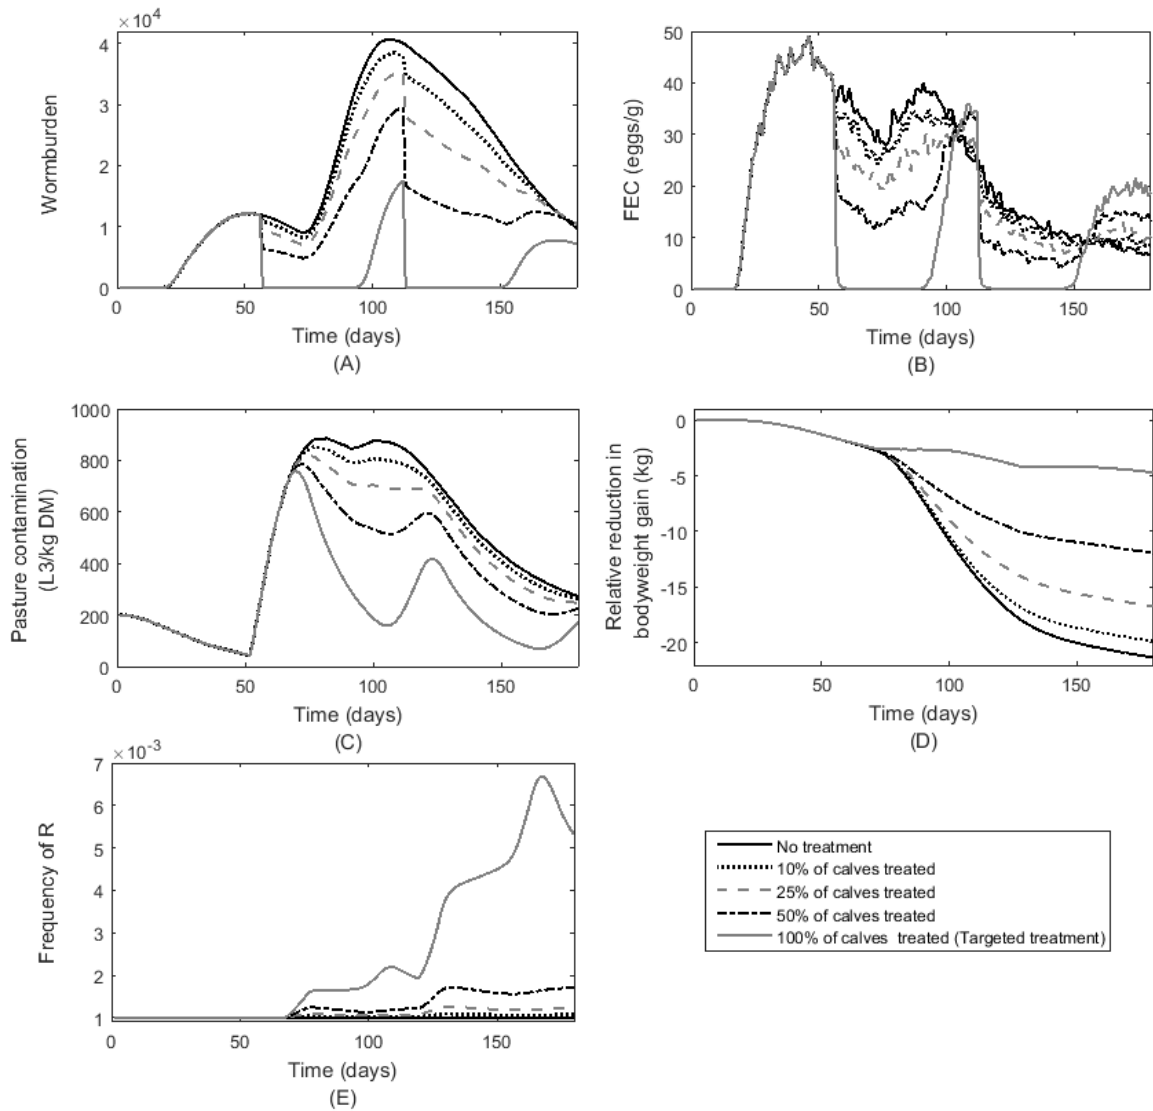 ×10⁴
4
3
2
1
0
Wormburden
0 50 100 150
Time (days)
(A)
50
40
30
20
10
0
FEC (eggs/g)
0 50 100 150
Time (days)
(B)
1000
800
600
400
200
0
Pasture contamination
(L3/kg DM)
0 50 100 150
Time (days)
(C)
0
-5
-10
-15
-20
Relative reduction in
bodyweight gain (kg)
0 50 100 150
Time (days)
(D)
×10⁻³
7
6
5
4
3
2
1
Frequency of R
0 50 100 150
Time (days)
(E)
No treatment
10% of calves treated
25% of calves treated
50% of calves treated
100% of calves treated (Targeted treatment)